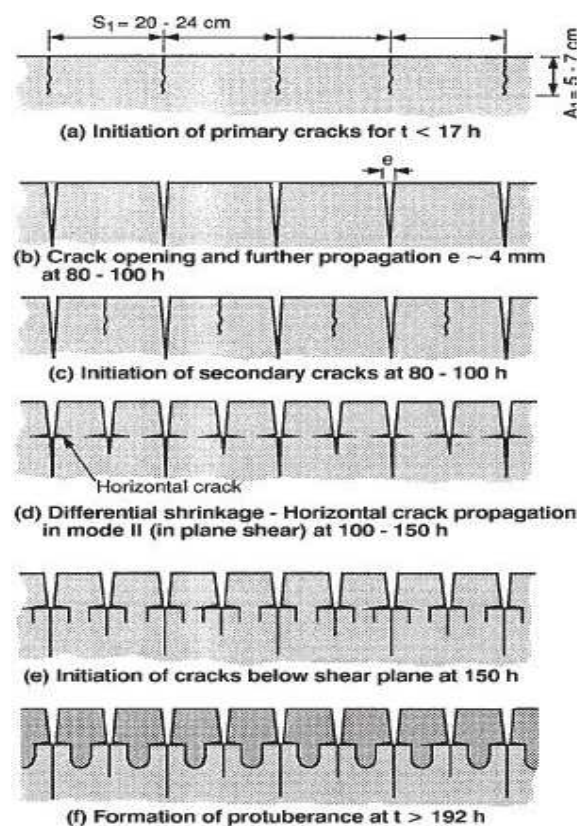 S₁ = 20 - 24 cm
A₁ = 5 - 7 cm
(a) Initiation of primary cracks for t < 17 h
e
(b) Crack opening and further propagation e ~ 4 mm
at 80 - 100 h
(c) Initiation of secondary cracks at 80 - 100 h
Horizontal crack
(d) Differential shrinkage - Horizontal crack propagation
in mode II (in plane shear) at 100 - 150 h
(e) Initiation of cracks below shear plane at 150 h
(f) Formation of protuberance at t > 192 h